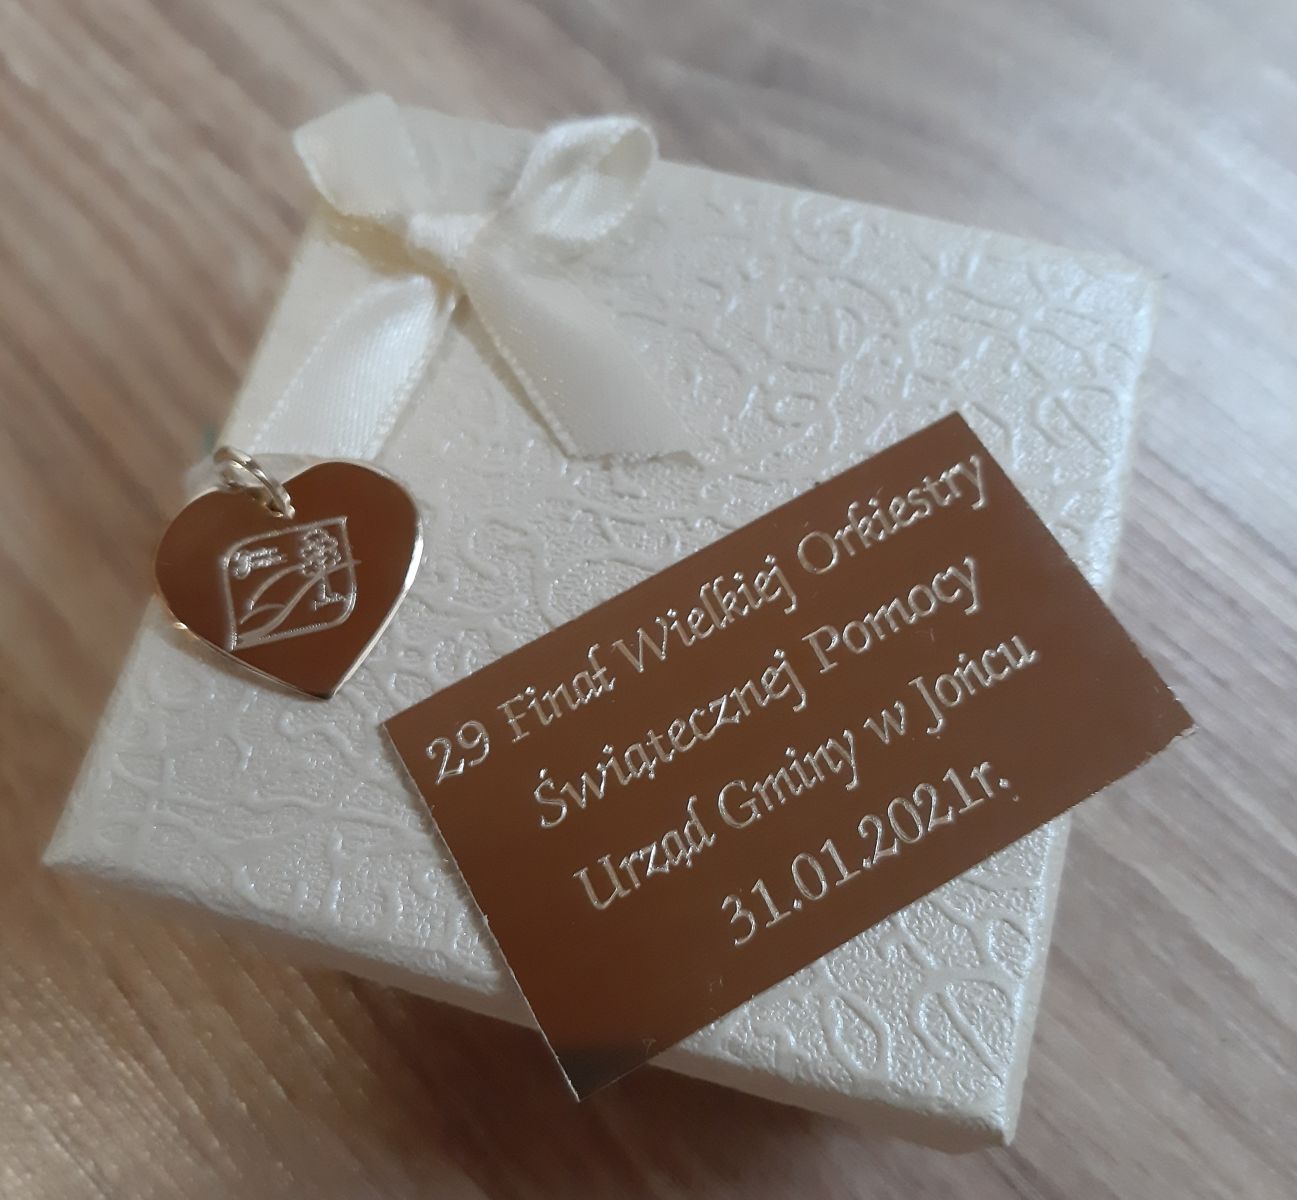 29 Finał Wielkiej Orkiestry
Świątecznej Pomocy
Urząd Gminy w Jońcu
31.01.2021r.